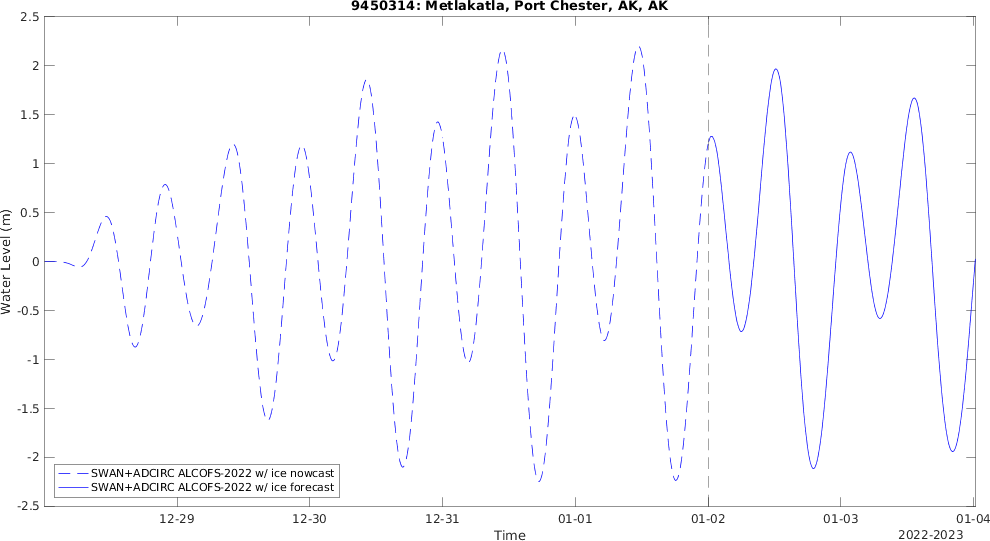 9450314: Metlakatla, Port Chester, AK, AK
2.5
2
1.5
1
0.5
0
-0.5
-1
-1.5
-2
-2.5
Water Level (m)
SWAN+ADCIRC ALCOFS-2022 w/ ice nowcast
SWAN+ADCIRC ALCOFS-2022 w/ ice forecast
12-29 12-30 12-31 01-01 01-02 01-03 01-04
Time
2022-2023